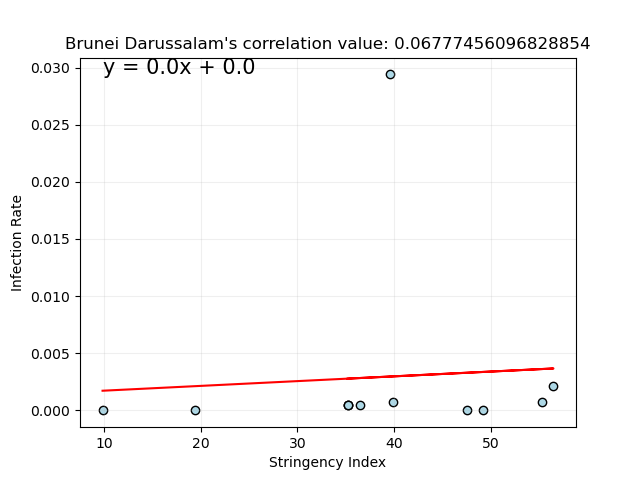 Brunei Darussalam's correlation value: 0.06777456096828854
y = 0.0x + 0.0
0.030
0.025
0.020
0.015
0.010
0.005
0.000
Infection Rate
10 20 30 40 50
Stringency Index